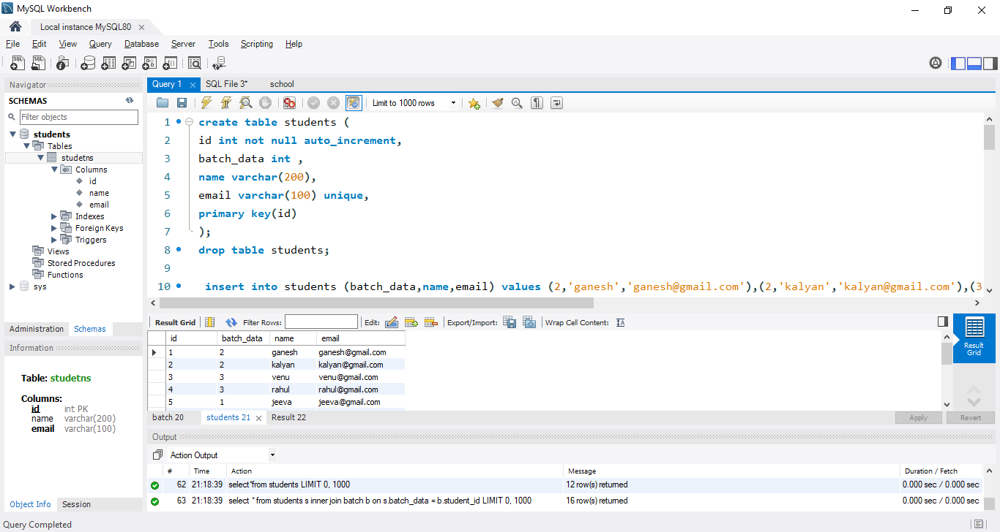 MySQL Workbench
Local instance MySQL80
File Edit View Query Database Server Tools Scripting Help
Navigator
SCHEMAS
Filter objects
students
Tables
studetns
Columns
id
name
email
Indexes
Foreign Keys
Triggers
Views
Stored Procedures
Functions
sys
Administration Schemas
Information
Table: studetns
Columns:
id int PK
name varchar(200)
email varchar(100)
Object Info Session
Query 1 SQL File 3* school
Limit to 1000 rows
1 create table students (
2 id int not null auto_increment,
3 batch_data int ,
4 name varchar(200),
5 email varchar(100) unique,
6 primary key(id)
7 );
8 drop table students;
9
10 insert into students (batch_data,name,email) values (2,'ganesh','ganesh@gmail.com'),(2,'kalyan','kalyan@gmail.com'),(3
Result Grid Filter Rows: Edit: Export/Import: Wrap Cell Content: IA
id batch_data name email
1 2 ganesh ganesh@gmail.com
2 2 kalyan kalyan@gmail.com
3 3 venu venu@gmail.com
4 3 rahul rahul@gmail.com
5 1 jeeva jeeva@gmail.com
Result
Grid
batch 20 students 21 Result 22 Apply Revert
Output
Action Output
# Time Action Message Duration / Fetch
62 21:18:39 select*from students LIMIT 0, 1000 12 row(s) returned 0.000 sec / 0.000 sec
63 21:18:39 select * from students s inner join batch b on s.batch_data = b.student_id LIMIT 0, 1000 16 row(s) returned 0.000 sec / 0.000 sec
Query Completed